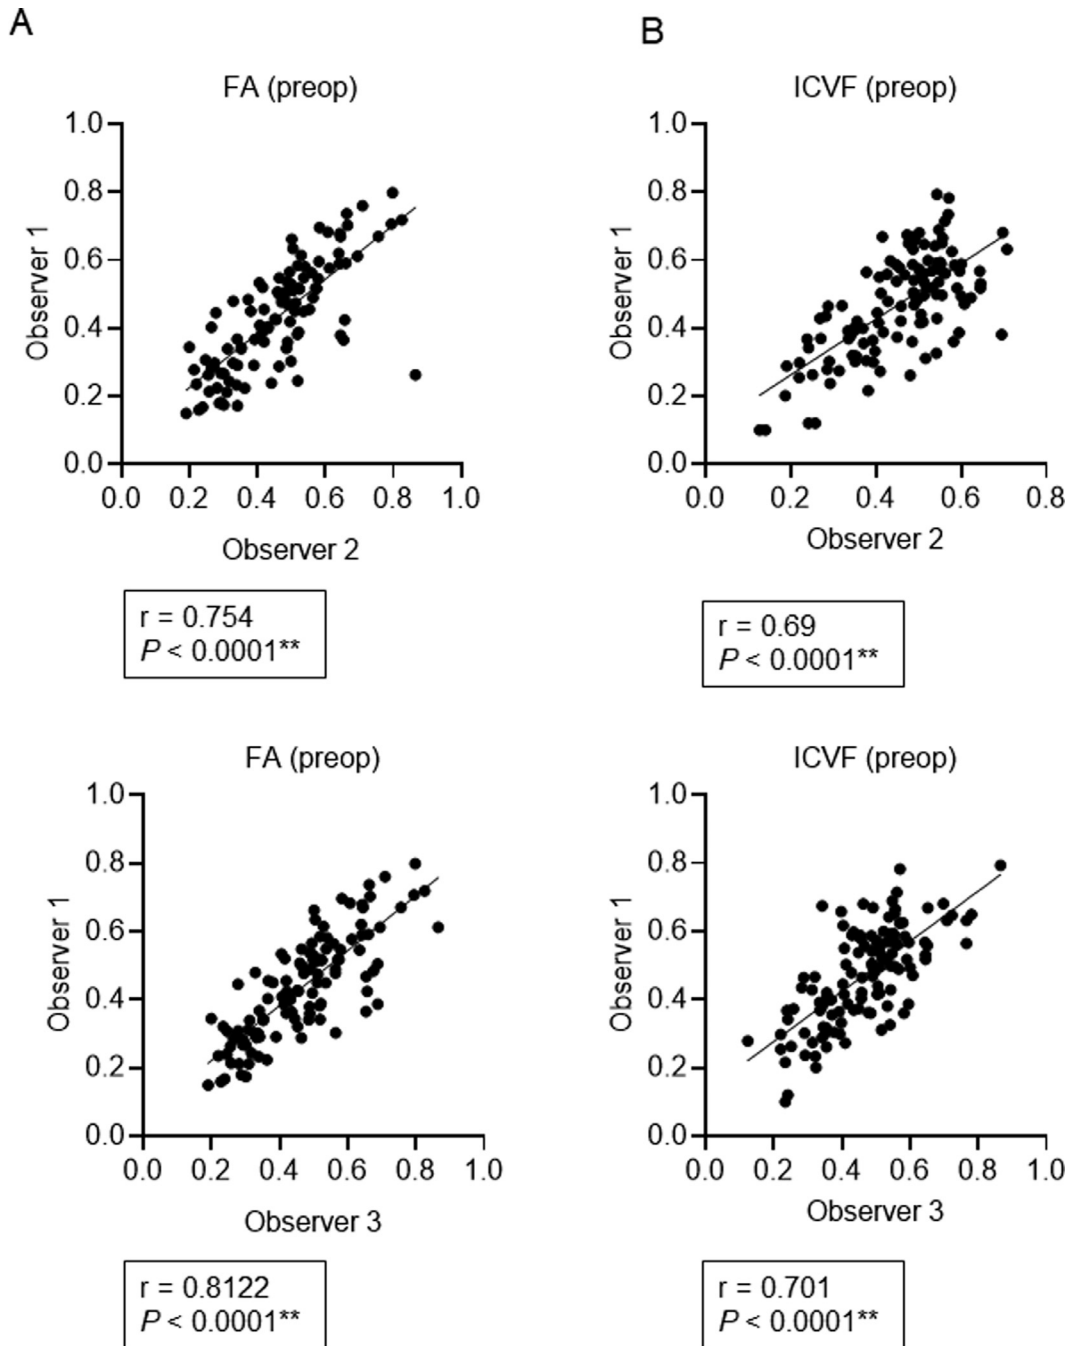 A
B
FA (preop)
ICVF (preop)
1.0
0.8
0.6
0.4
0.2
0.0
Observer 1
0.0 0.2 0.4 0.6 0.8 1.0
Observer 2
1.0
0.8
0.6
0.4
0.2
0.0
Observer 1
0.0 0.2 0.4 0.6 0.8
Observer 2
r = 0.754
P < 0.0001**
r = 0.69
P < 0.0001**
FA (preop)
ICVF (preop)
1.0
0.8
0.6
0.4
0.2
0.0
Observer 1
0.0 0.2 0.4 0.6 0.8 1.0
Observer 3
1.0
0.8
0.6
0.4
0.2
0.0
Observer 1
0.0 0.2 0.4 0.6 0.8 1.0
Observer 3
r = 0.8122
P < 0.0001**
r = 0.701
P < 0.0001**